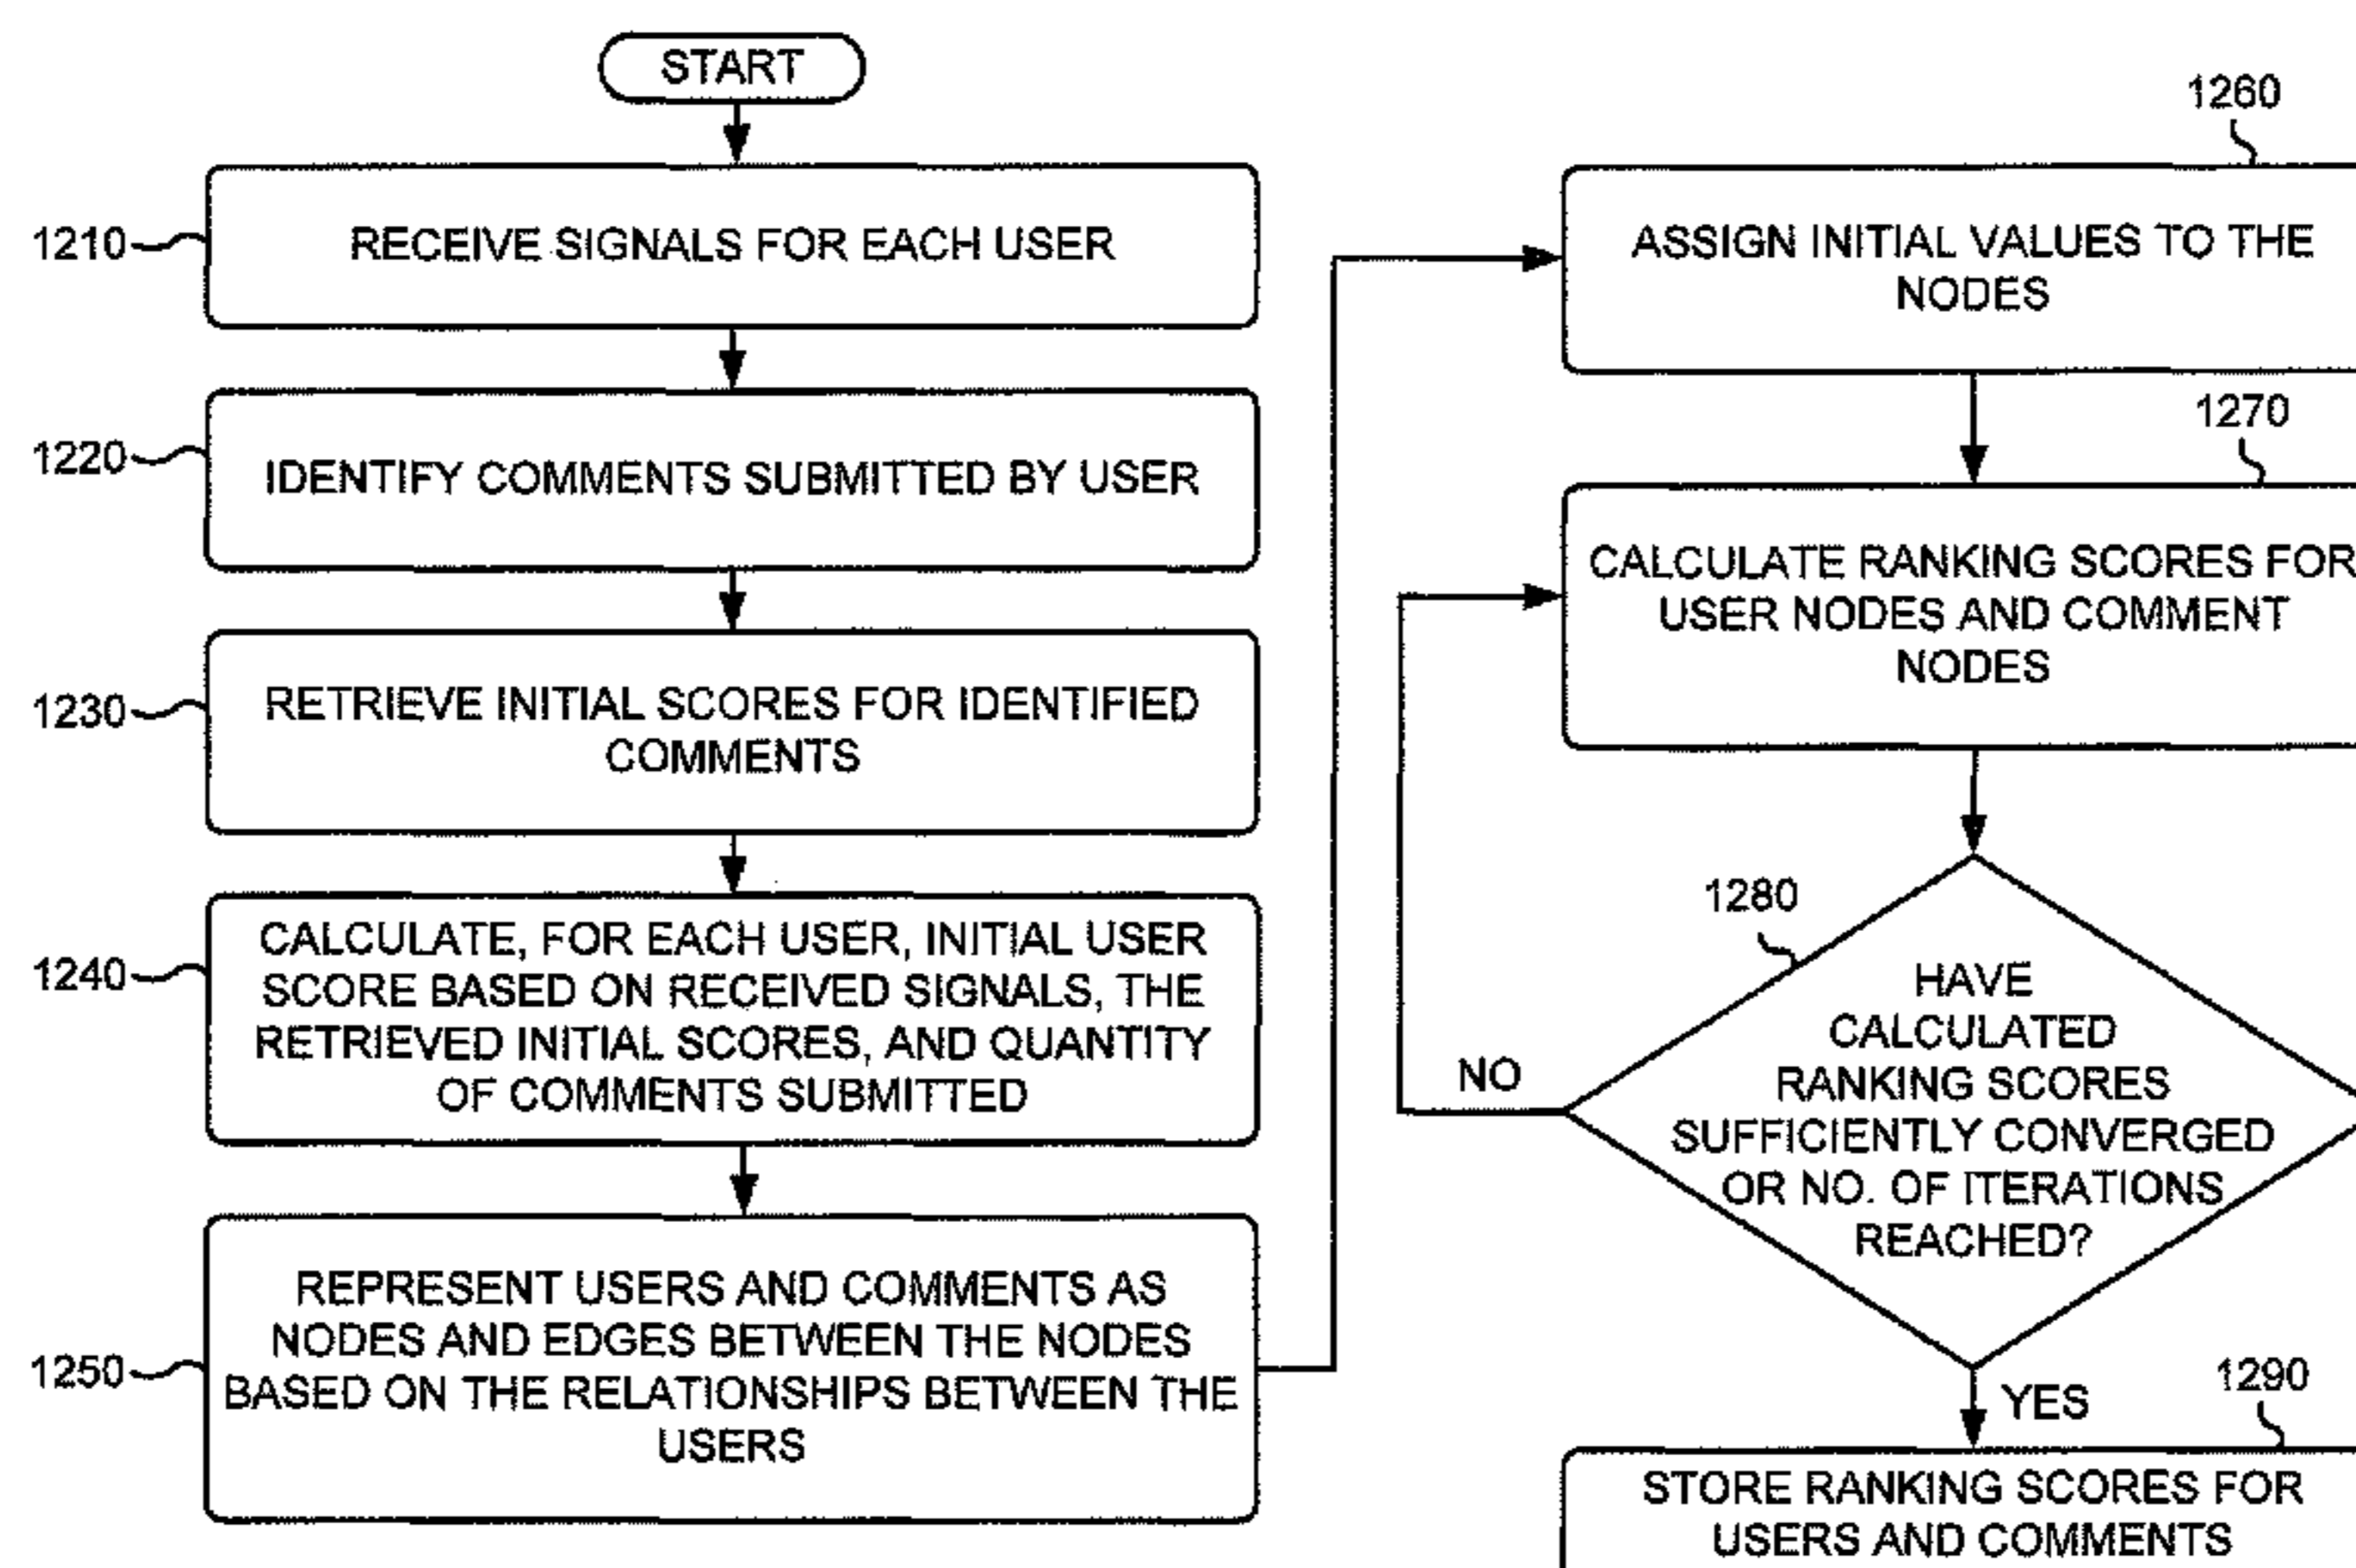 START
1210
RECEIVE SIGNALS FOR EACH USER
1220
IDENTIFY COMMENTS SUBMITTED BY USER
1230
RETRIEVE INITIAL SCORES FOR IDENTIFIED
COMMENTS
1240
CALCULATE, FOR EACH USER, INITIAL USER
SCORE BASED ON RECEIVED SIGNALS, THE
RETRIEVED INITIAL SCORES, AND QUANTITY
OF COMMENTS SUBMITTED
1250
REPRESENT USERS AND COMMENTS AS
NODES AND EDGES BETWEEN THE NODES
BASED ON THE RELATIONSHIPS BETWEEN THE
USERS
1260
ASSIGN INITIAL VALUES TO THE
NODES
1270
CALCULATE RANKING SCORES FOR
USER NODES AND COMMENT
NODES
1280
HAVE
CALCULATED
RANKING SCORES
SUFFICIENTLY CONVERGED
OR NO. OF ITERATIONS
REACHED?
NO
YES
1290
STORE RANKING SCORES FOR
USERS AND COMMENTS